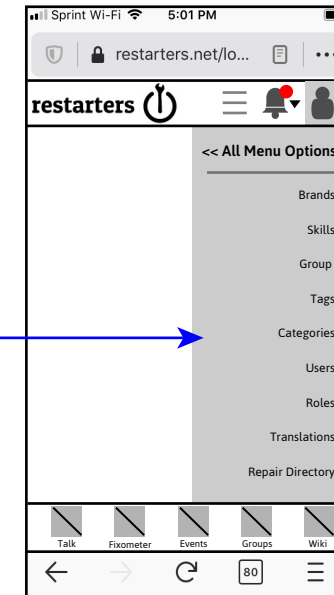 Sprint Wi-Fi 5:01 PM
restarters.net/lo...
restarters
<< All Menu Options
Brands
Skills
Group
Tags
Categories
Users
Roles
Translations
Repair Directory
Talk Fixometer Events Groups Wiki
80